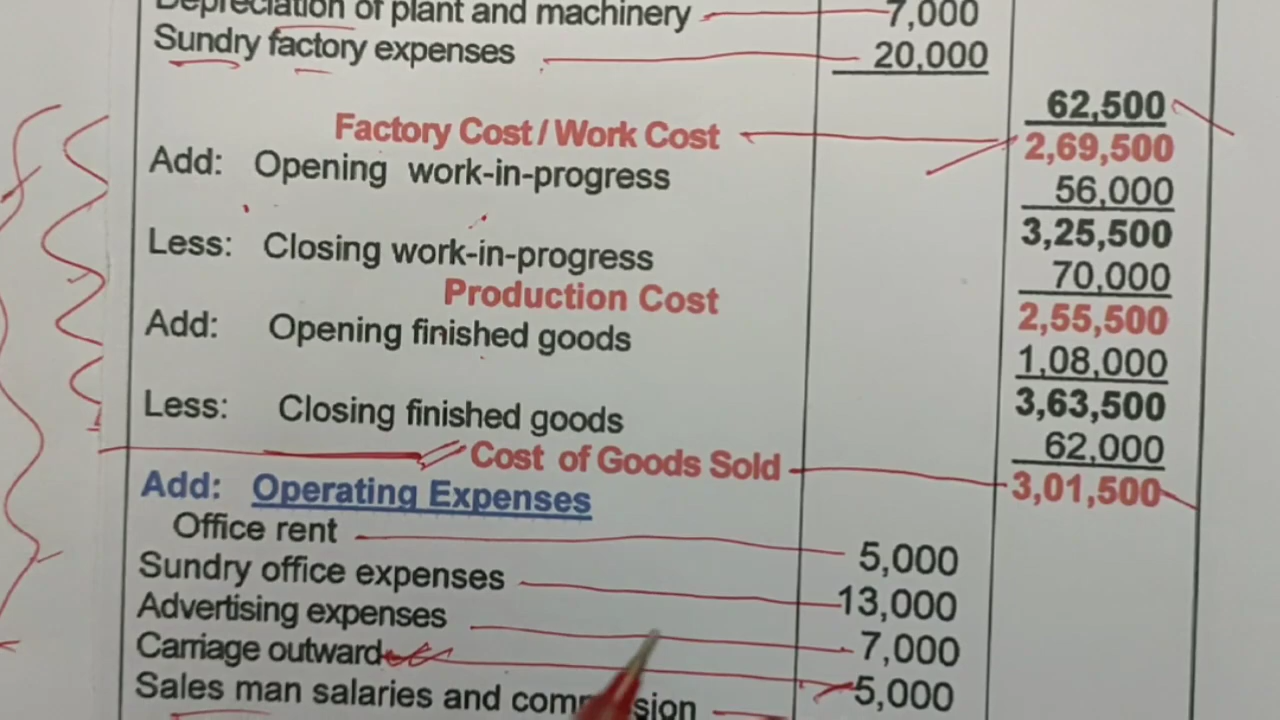 Depreciation of plant and machinery 7,000
Sundry factory expenses 20,000
62,500
Factory Cost / Work Cost 2,69,500
Add: Opening work-in-progress 56,000
3,25,500
Less: Closing work-in-progress 70,000
Production Cost 2,55,500
Add: Opening finished goods 1,08,000
3,63,500
Less: Closing finished goods 62,000
Cost of Goods Sold 3,01,500
Add: Operating Expenses
Office rent 5,000
Sundry office expenses 13,000
Advertising expenses 7,000
Carriage outward 5,000
Sales man salaries and